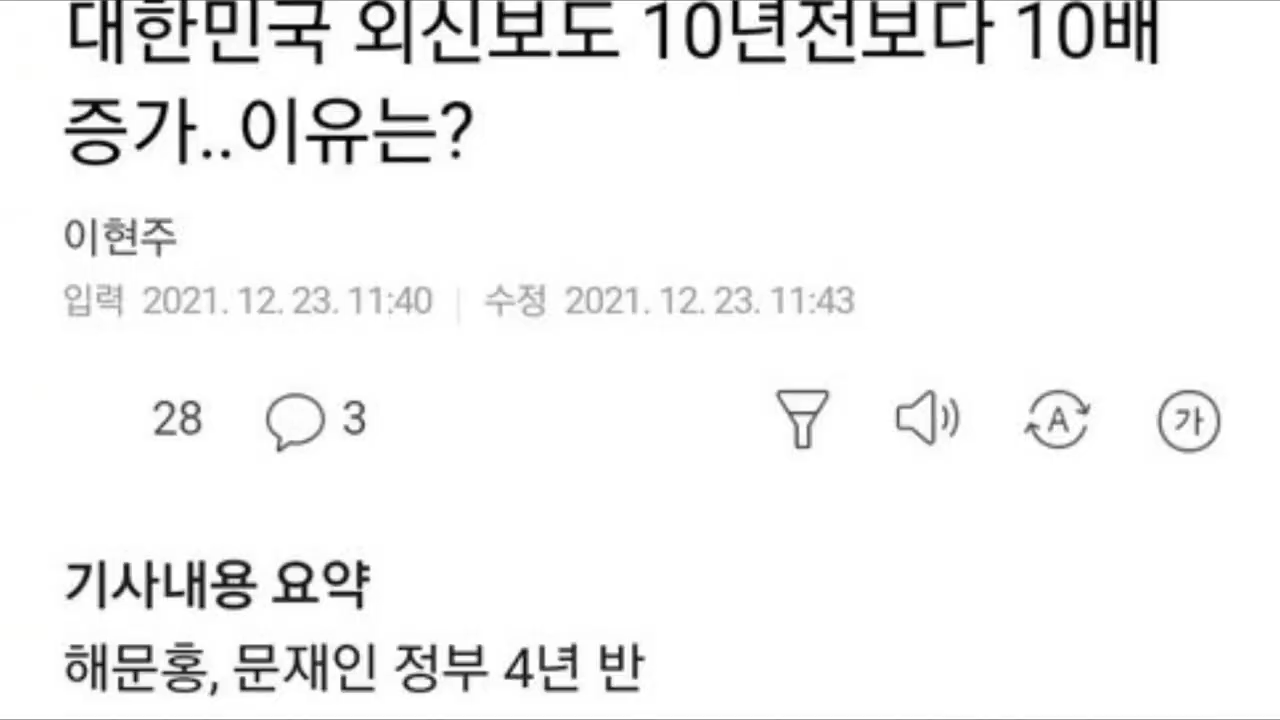 대한민국 외신보도 10년전보다 10배
증가..이유는?
이현주
입력 2021. 12. 23. 11:40 | 수정 2021. 12. 23. 11:43
28 3
A 가
기사내용 요약
해문홍, 문재인 정부 4년 반